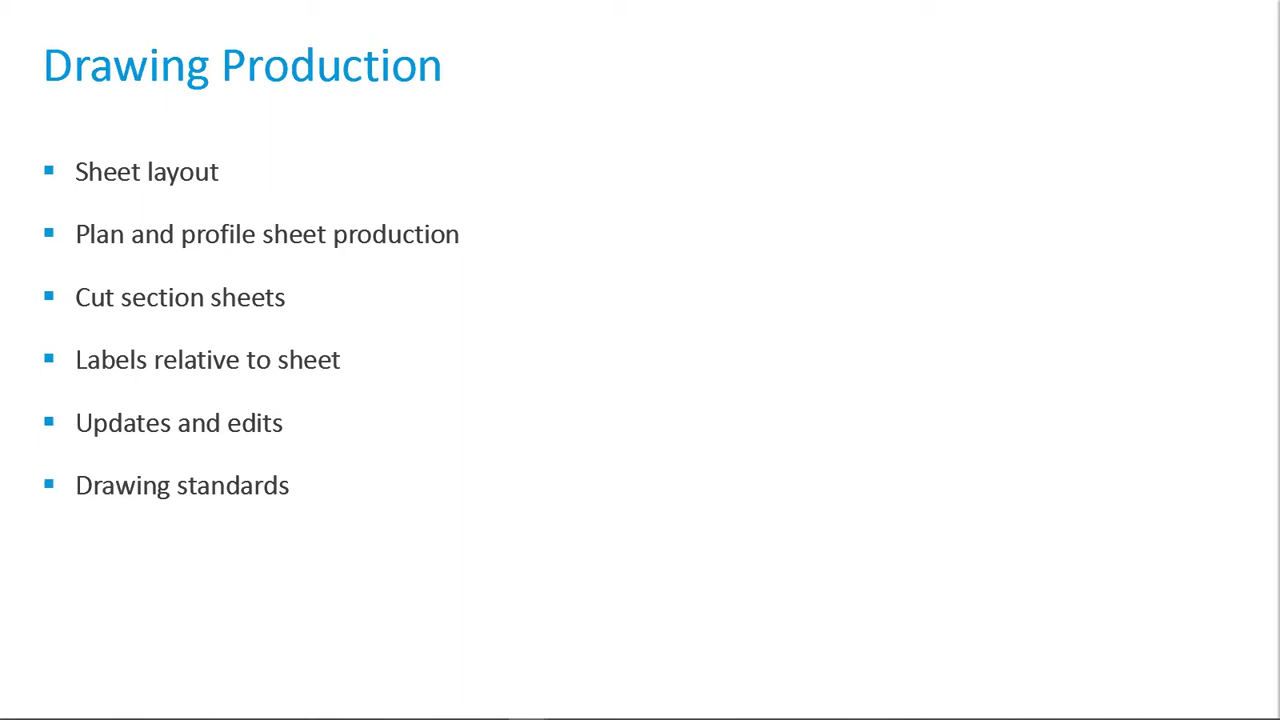 Drawing Production
Sheet layout
Plan and profile sheet production
Cut section sheets
Labels relative to sheet
Updates and edits
Drawing standards